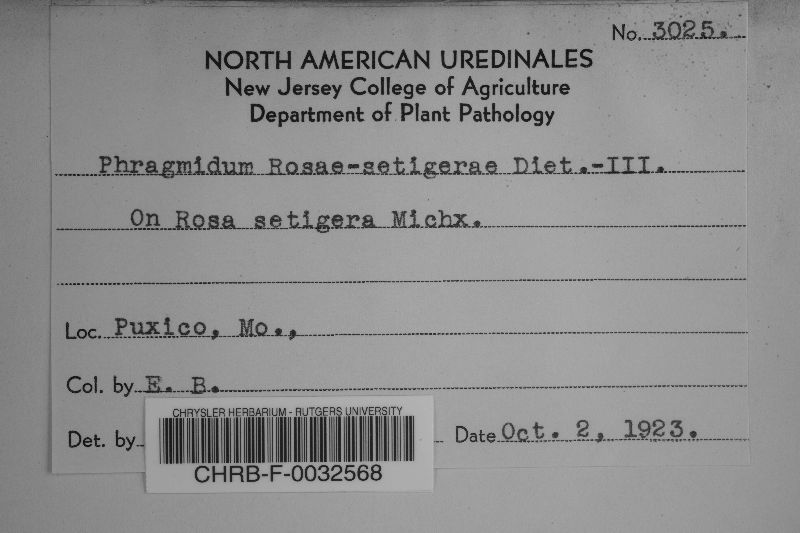 No. 3025.
NORTH AMERICAN UREDINALES
New Jersey College of Agriculture
Department of Plant Pathology
Phragmidum Rosae-setigerae Diet.-III.
On Rosa setigera Michx.
Loc. Puxico, Mo.,
Col. by E. B.
Det. by
Date Oct. 2, 1923.
CHRYSLER HERBARIUM - RUTGERS UNIVERSITY
CHRB-F-0032568